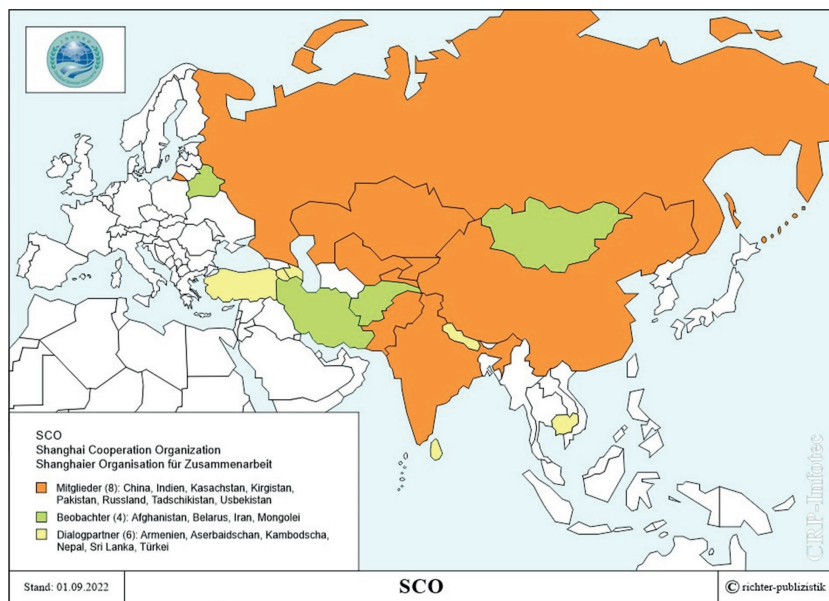 SCO
Shanghai Cooperation Organization
Shanghaier Organisation für Zusammenarbeit
Mitglieder (8): China, Indien, Kasachstan, Kirgistan,
Pakistan, Russland, Tadschikistan, Usbekistan
Beobachter (4): Afghanistan, Belarus, Iran, Mongolei
Dialogpartner (6): Armenien, Aserbaidschan, Kambodscha,
Nepal, Sri Lanka, Türkei
CRP-Infotec
Stand: 01.09.2022
SCO
© richter-publizistik